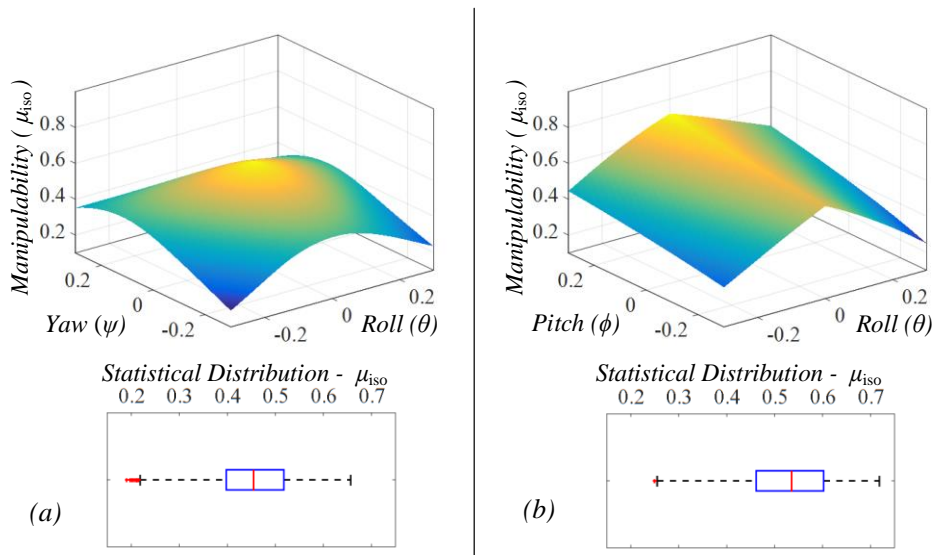 Manipulability ( μiso)
0.8
0.6
0.4
0.2
0.2
0
-0.2
Yaw (ψ)
-0.2
0
0.2
Roll (θ)
Statistical Distribution - μiso
0.2 0.3 0.4 0.5 0.6 0.7
(a)
Manipulability ( μiso)
0.8
0.6
0.4
0.2
0.2
0
-0.2
Pitch (ϕ)
-0.2
0
0.2
Roll (θ)
Statistical Distribution - μiso
0.2 0.3 0.4 0.5 0.6 0.7
(b)